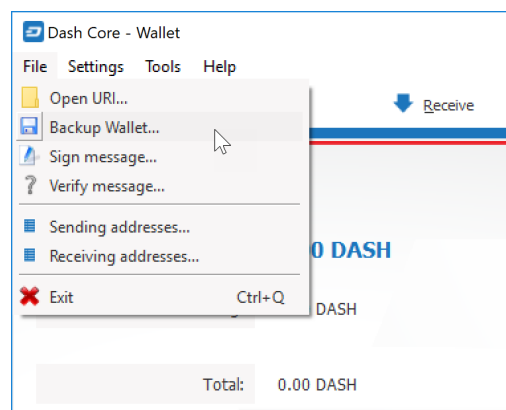 Dash Core - Wallet
File Settings Tools Help
Open URI...
Backup Wallet...
Receive
Sign message...
Verify message...
Sending addresses...
Receiving addresses...
0 DASH
Exit Ctrl+Q
DASH
Total: 0.00 DASH